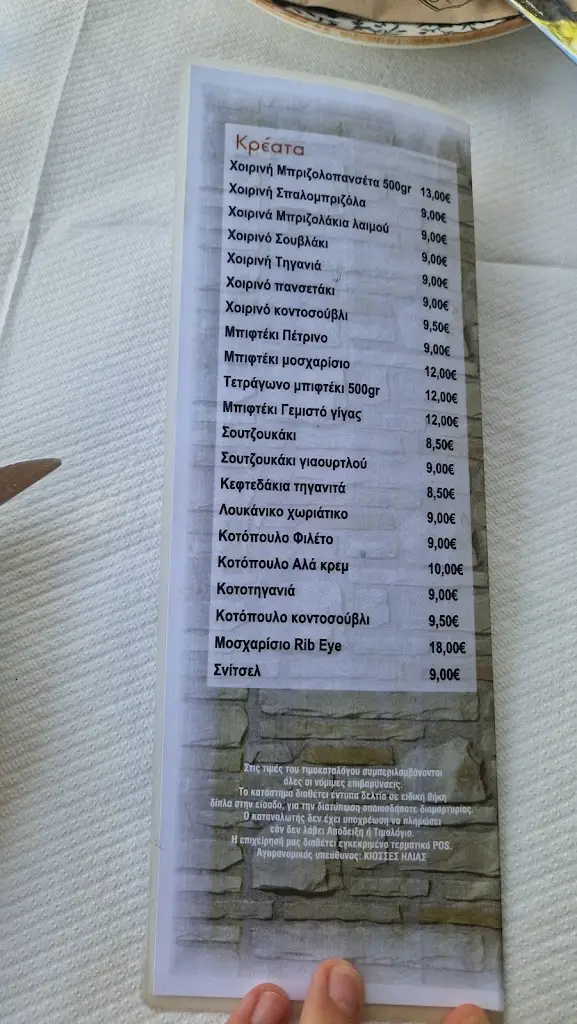 Κρέατα
Χοιρινή Μπριζολοπανσέτα 500gr 13,00€
Χοιρινή Σπαλομπριζόλα 9,00€
Χοιρινά Μπριζολάκια λαιμού 9,00€
Χοιρινό Σουβλάκι 9,00€
Χοιρινή Τηγανιά 9,00€
Χοιρινό πανσετάκι 9,00€
Χοιρινό κοντοσούβλι 9,50€
Μπιφτέκι Πέτρινο 9,00€
Μπιφτέκι μοσχαρίσιο 12,00€
Τετράγωνο μπιφτέκι 500gr 12,00€
Μπιφτέκι Γεμιστό γίγας 12,00€
Σουτζουκάκι 8,50€
Σουτζουκάκι γιαουρτλού 9,00€
Κεφτεδάκια τηγανιτά 8,50€
Λουκάνικο χωριάτικο 9,00€
Κοτόπουλο Φιλέτο 9,00€
Κοτόπουλο Αλά κρεμ 10,00€
Κοτοτηγανιά 9,00€
Κοτόπουλο κοντοσούβλι 9,50€
Μοσχαρίσιο Rib Eye 18,00€
Σνίτσελ 9,00€
Στις τιμές του τιμοκαταλόγου συμπεριλαμβάνονται
όλες οι νόμιμες επιβαρύνσεις.
Το κατάστημα διαθέτει έντυπα δελτία σε ειδική θήκη
δίπλα στην είσοδο, για την διατύπωση οποιασδήποτε διαμαρτυρίας.
Ο καταναλωτής δεν έχει υποχρέωση να πληρώσει
εάν δεν λάβει Απόδειξη ή Τιμολόγιο.
Η επιχείρησή μας διαθέτει εγκεκριμένο τερματικό POS.
Αγορανομικός υπεύθυνος: ΚΙΟΣΣΕΣ ΗΛΙΑΣ